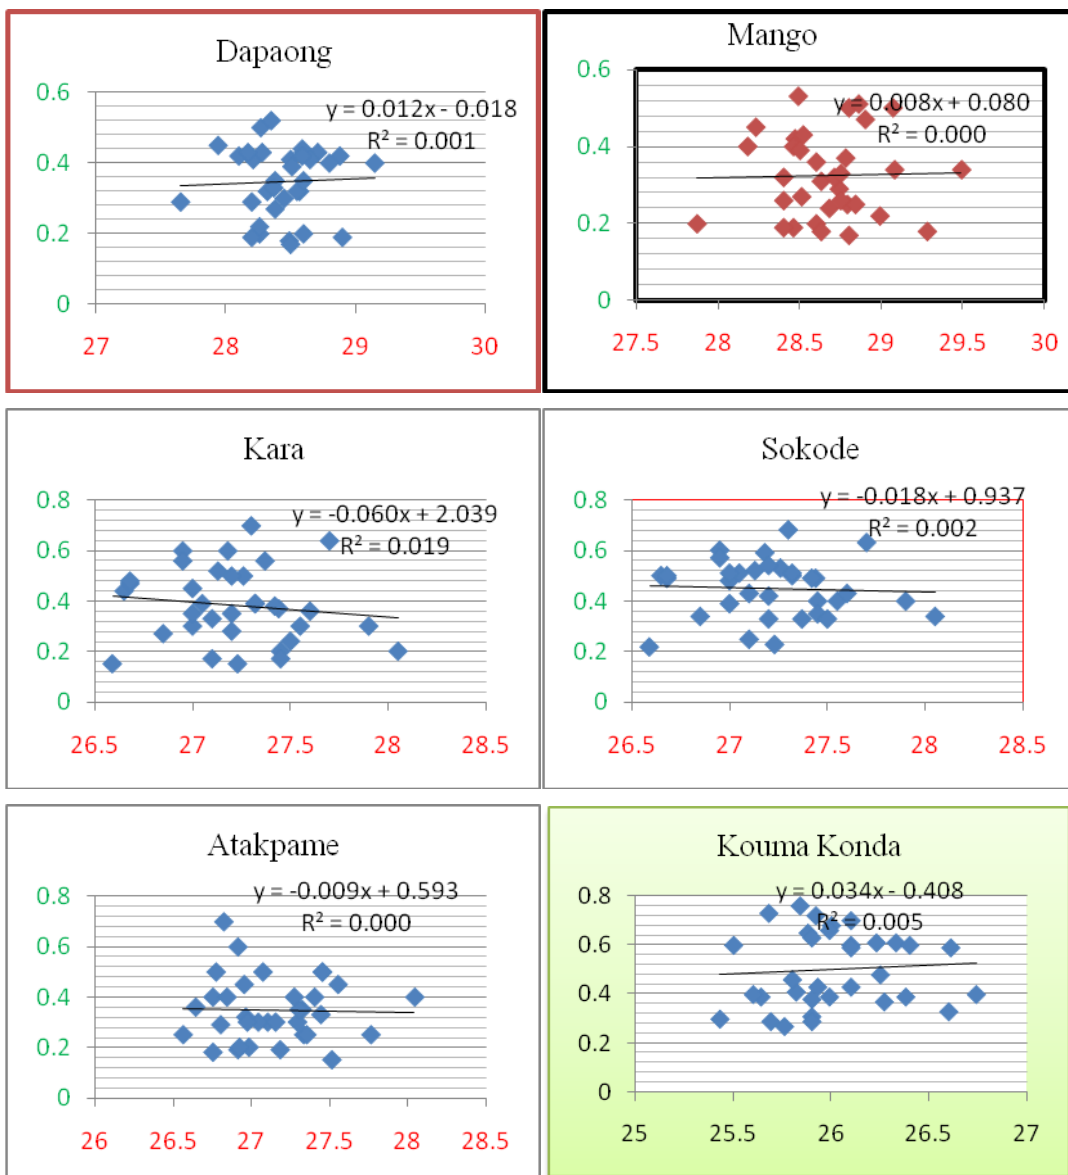 Dapaong
y = 0.012x - 0.018
R² = 0.001
0.6
0.4
0.2
0
27 28 29 30
Mango
y = 0.008x + 0.080
R² = 0.000
0.6
0.4
0.2
0
27.5 28 28.5 29 29.5 30
Kara
y = -0.060x + 2.039
R² = 0.019
0.8
0.6
0.4
0.2
0
26.5 27 27.5 28 28.5
Sokode
y = -0.018x + 0.937
R² = 0.002
0.8
0.6
0.4
0.2
0
26.5 27 27.5 28 28.5
Atakpame
y = -0.009x + 0.593
R² = 0.000
0.8
0.6
0.4
0.2
0
26 26.5 27 27.5 28 28.5
Kouma Konda
y = 0.034x - 0.408
R² = 0.005
0.8
0.6
0.4
0.2
0
25 25.5 26 26.5 27